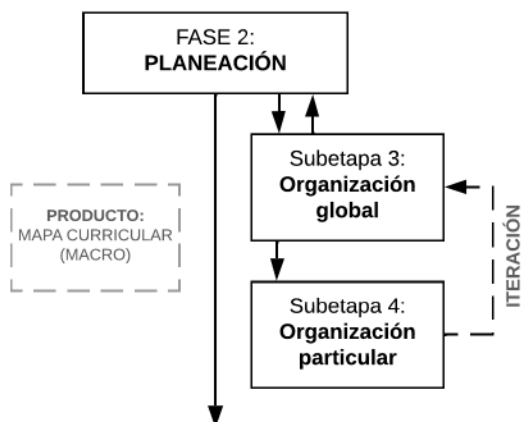 FASE 2:
PLANEACIÓN
Subetapa 3:
Organización
global
PRODUCTO:
MAPA CURRICULAR
(MACRO)
ITERACIÓN
Subetapa 4:
Organización
particular